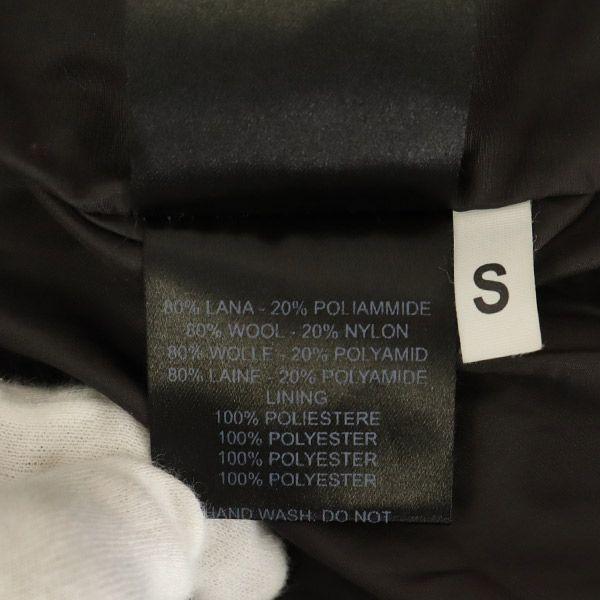 80% LANA - 20% POLIAMMIDE
80% WOOL - 20% NYLON
80% WOLLE - 20% POLYAMID
80% LAINE - 20% POLYAMIDE
LINING
100% POLIESTERE
100% POLYESTER
100% POLYESTER
100% POLYESTER
HAND WASH: DO NOT
S